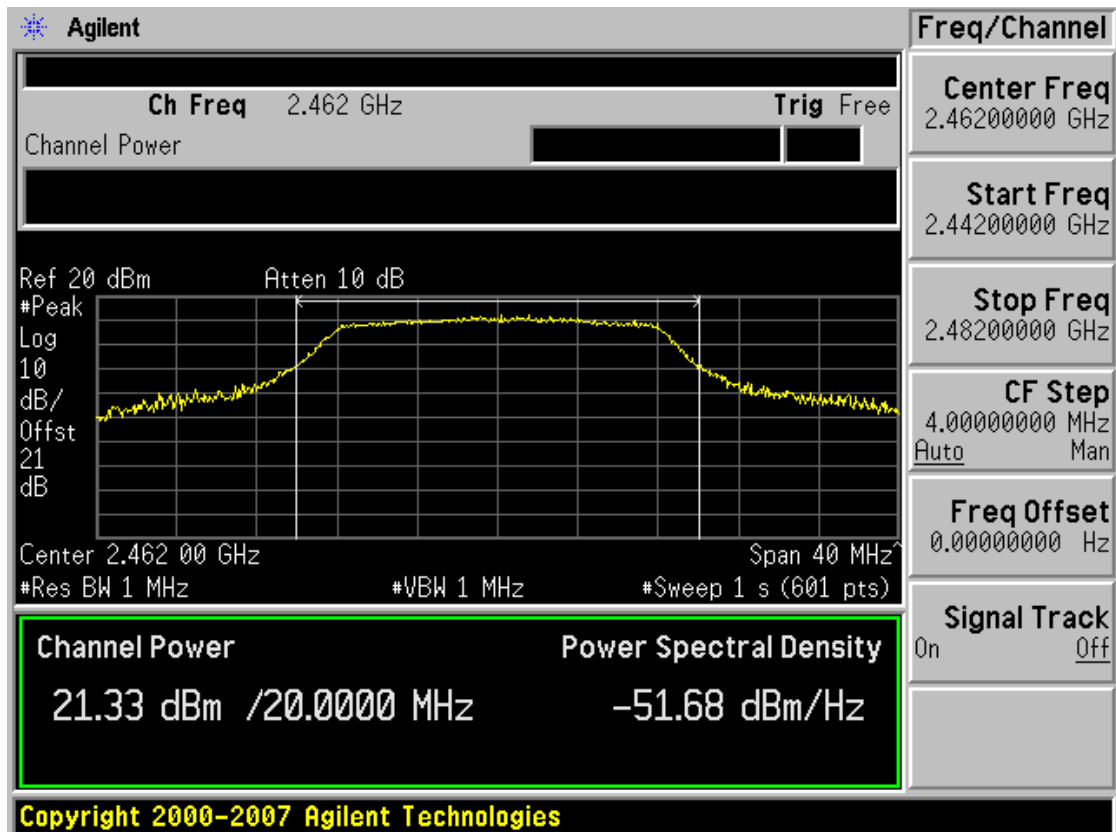 Agilent
Freq/Channel
Ch Freq 2.462 GHz Trig Free
Channel Power
Ref 20 dBm Atten 10 dB
#Peak
Log
10
dB/
Offst
21
dB
Center 2.462 00 GHz Span 40 MHz^
#Res BW 1 MHz #VBW 1 MHz #Sweep 1 s (601 pts)
Channel Power Power Spectral Density
21.33 dBm /20.0000 MHz -51.68 dBm/Hz
Center Freq
2.46200000 GHz
Start Freq
2.44200000 GHz
Stop Freq
2.48200000 GHz
CF Step
4.00000000 MHz
Auto Man
Freq Offset
0.00000000 Hz
Signal Track
On Off
Copyright 2000-2007 Agilent Technologies